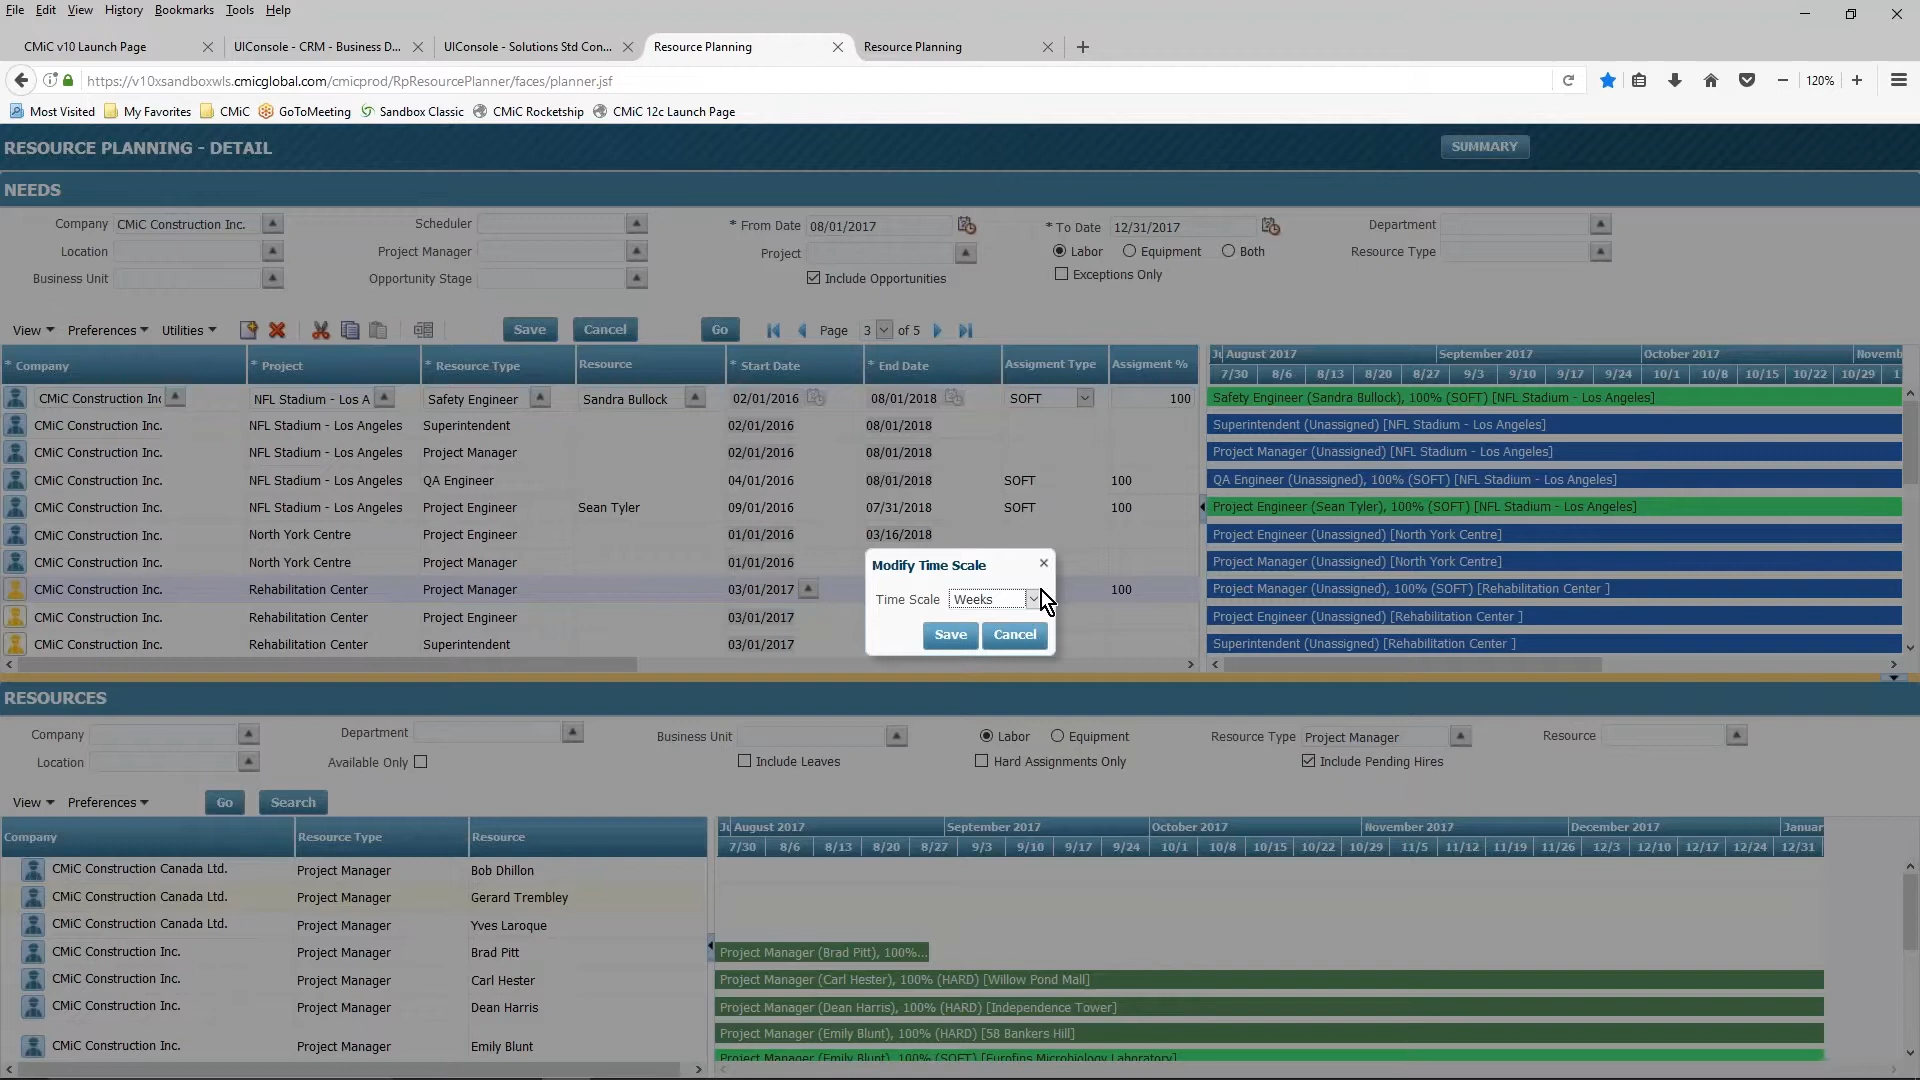 File Edit View History Bookmarks Tools Help
CMiC v10 Launch Page UIConsole - CRM - Business D... UIConsole - Solutions Std Con... Resource Planning Resource Planning
https://v10xsandboxwls.cmicglobal.com/cmicprod/RpResourcePlanner/faces/planner.jsf 120%
Most Visited My Favorites CMiC GoToMeeting Sandbox Classic CMiC Rocketship CMiC 12c Launch Page
RESOURCE PLANNING - DETAIL SUMMARY
NEEDS
Company CMiC Construction Inc. Scheduler * From Date 08/01/2017 * To Date 12/31/2017 Department
Location Project Manager Project Labor Equipment Both Resource Type
Business Unit Opportunity Stage Include Opportunities Exceptions Only
View Preferences Utilities Save Cancel Go Page 3 of 5
* Company * Project * Resource Type Resource * Start Date * End Date Assigment Type Assigment % August 2017 September 2017 October 2017 Novemb
7/30 8/6 8/13 8/20 8/27 9/3 9/10 9/17 9/24 10/1 10/8 10/15 10/22 10/29
CMiC Construction Inc NFL Stadium - Los A Safety Engineer Sandra Bullock 02/01/2016 08/01/2018 SOFT 100 Safety Engineer (Sandra Bullock), 100% (SOFT) [NFL Stadium - Los Angeles]
CMiC Construction Inc. NFL Stadium - Los Angeles Superintendent 02/01/2016 08/01/2018 Superintendent (Unassigned) [NFL Stadium - Los Angeles]
CMiC Construction Inc. NFL Stadium - Los Angeles Project Manager 02/01/2016 08/01/2018 Project Manager (Unassigned) [NFL Stadium - Los Angeles]
CMiC Construction Inc. NFL Stadium - Los Angeles QA Engineer 04/01/2016 08/01/2018 SOFT 100 QA Engineer (Unassigned), 100% (SOFT) [NFL Stadium - Los Angeles]
CMiC Construction Inc. NFL Stadium - Los Angeles Project Engineer Sean Tyler 09/01/2016 07/31/2018 SOFT 100 Project Engineer (Sean Tyler), 100% (SOFT) [NFL Stadium - Los Angeles]
CMiC Construction Inc. North York Centre Project Engineer 01/01/2016 03/16/2018 Project Engineer (Unassigned) [North York Centre]
CMiC Construction Inc. North York Centre Project Manager 01/01/2016 Project Manager (Unassigned) [North York Centre]
CMiC Construction Inc. Rehabilitation Center Project Manager 03/01/2017 100 Project Manager (Unassigned), 100% (SOFT) [Rehabilitation Center ]
CMiC Construction Inc. Rehabilitation Center Project Engineer 03/01/2017 Project Engineer (Unassigned) [Rehabilitation Center ]
CMiC Construction Inc. Rehabilitation Center Superintendent 03/01/2017 Superintendent (Unassigned) [Rehabilitation Center ]
Modify Time Scale
Time Scale Weeks
Save Cancel
RESOURCES
Company Department Business Unit Labor Equipment Resource Type Project Manager Resource
Location Available Only Include Leaves Hard Assignments Only Include Pending Hires
View Preferences Go Search
Company Resource Type Resource August 2017 September 2017 October 2017 November 2017 December 2017 Januar
7/30 8/6 8/13 8/20 8/27 9/3 9/10 9/17 9/24 10/1 10/8 10/15 10/22 10/29 11/5 11/12 11/19 11/26 12/3 12/10 12/17 12/24 12/31
CMiC Construction Canada Ltd. Project Manager Bob Dhillon
CMiC Construction Canada Ltd. Project Manager Gerard Trembley
CMiC Construction Canada Ltd. Project Manager Yves Laroque
CMiC Construction Inc. Project Manager Brad Pitt Project Manager (Brad Pitt), 100%...
CMiC Construction Inc. Project Manager Carl Hester Project Manager (Carl Hester), 100% (HARD) [Willow Pond Mall]
CMiC Construction Inc. Project Manager Dean Harris Project Manager (Dean Harris), 100% (HARD) [Independence Tower]
Project Manager (Emily Blunt), 100% (HARD) [58 Bankers Hill]
CMiC Construction Inc. Project Manager Emily Blunt
Project Manager (Emily Blunt), 100% (SOFT) [Eurofins Microbiology Laboratory]